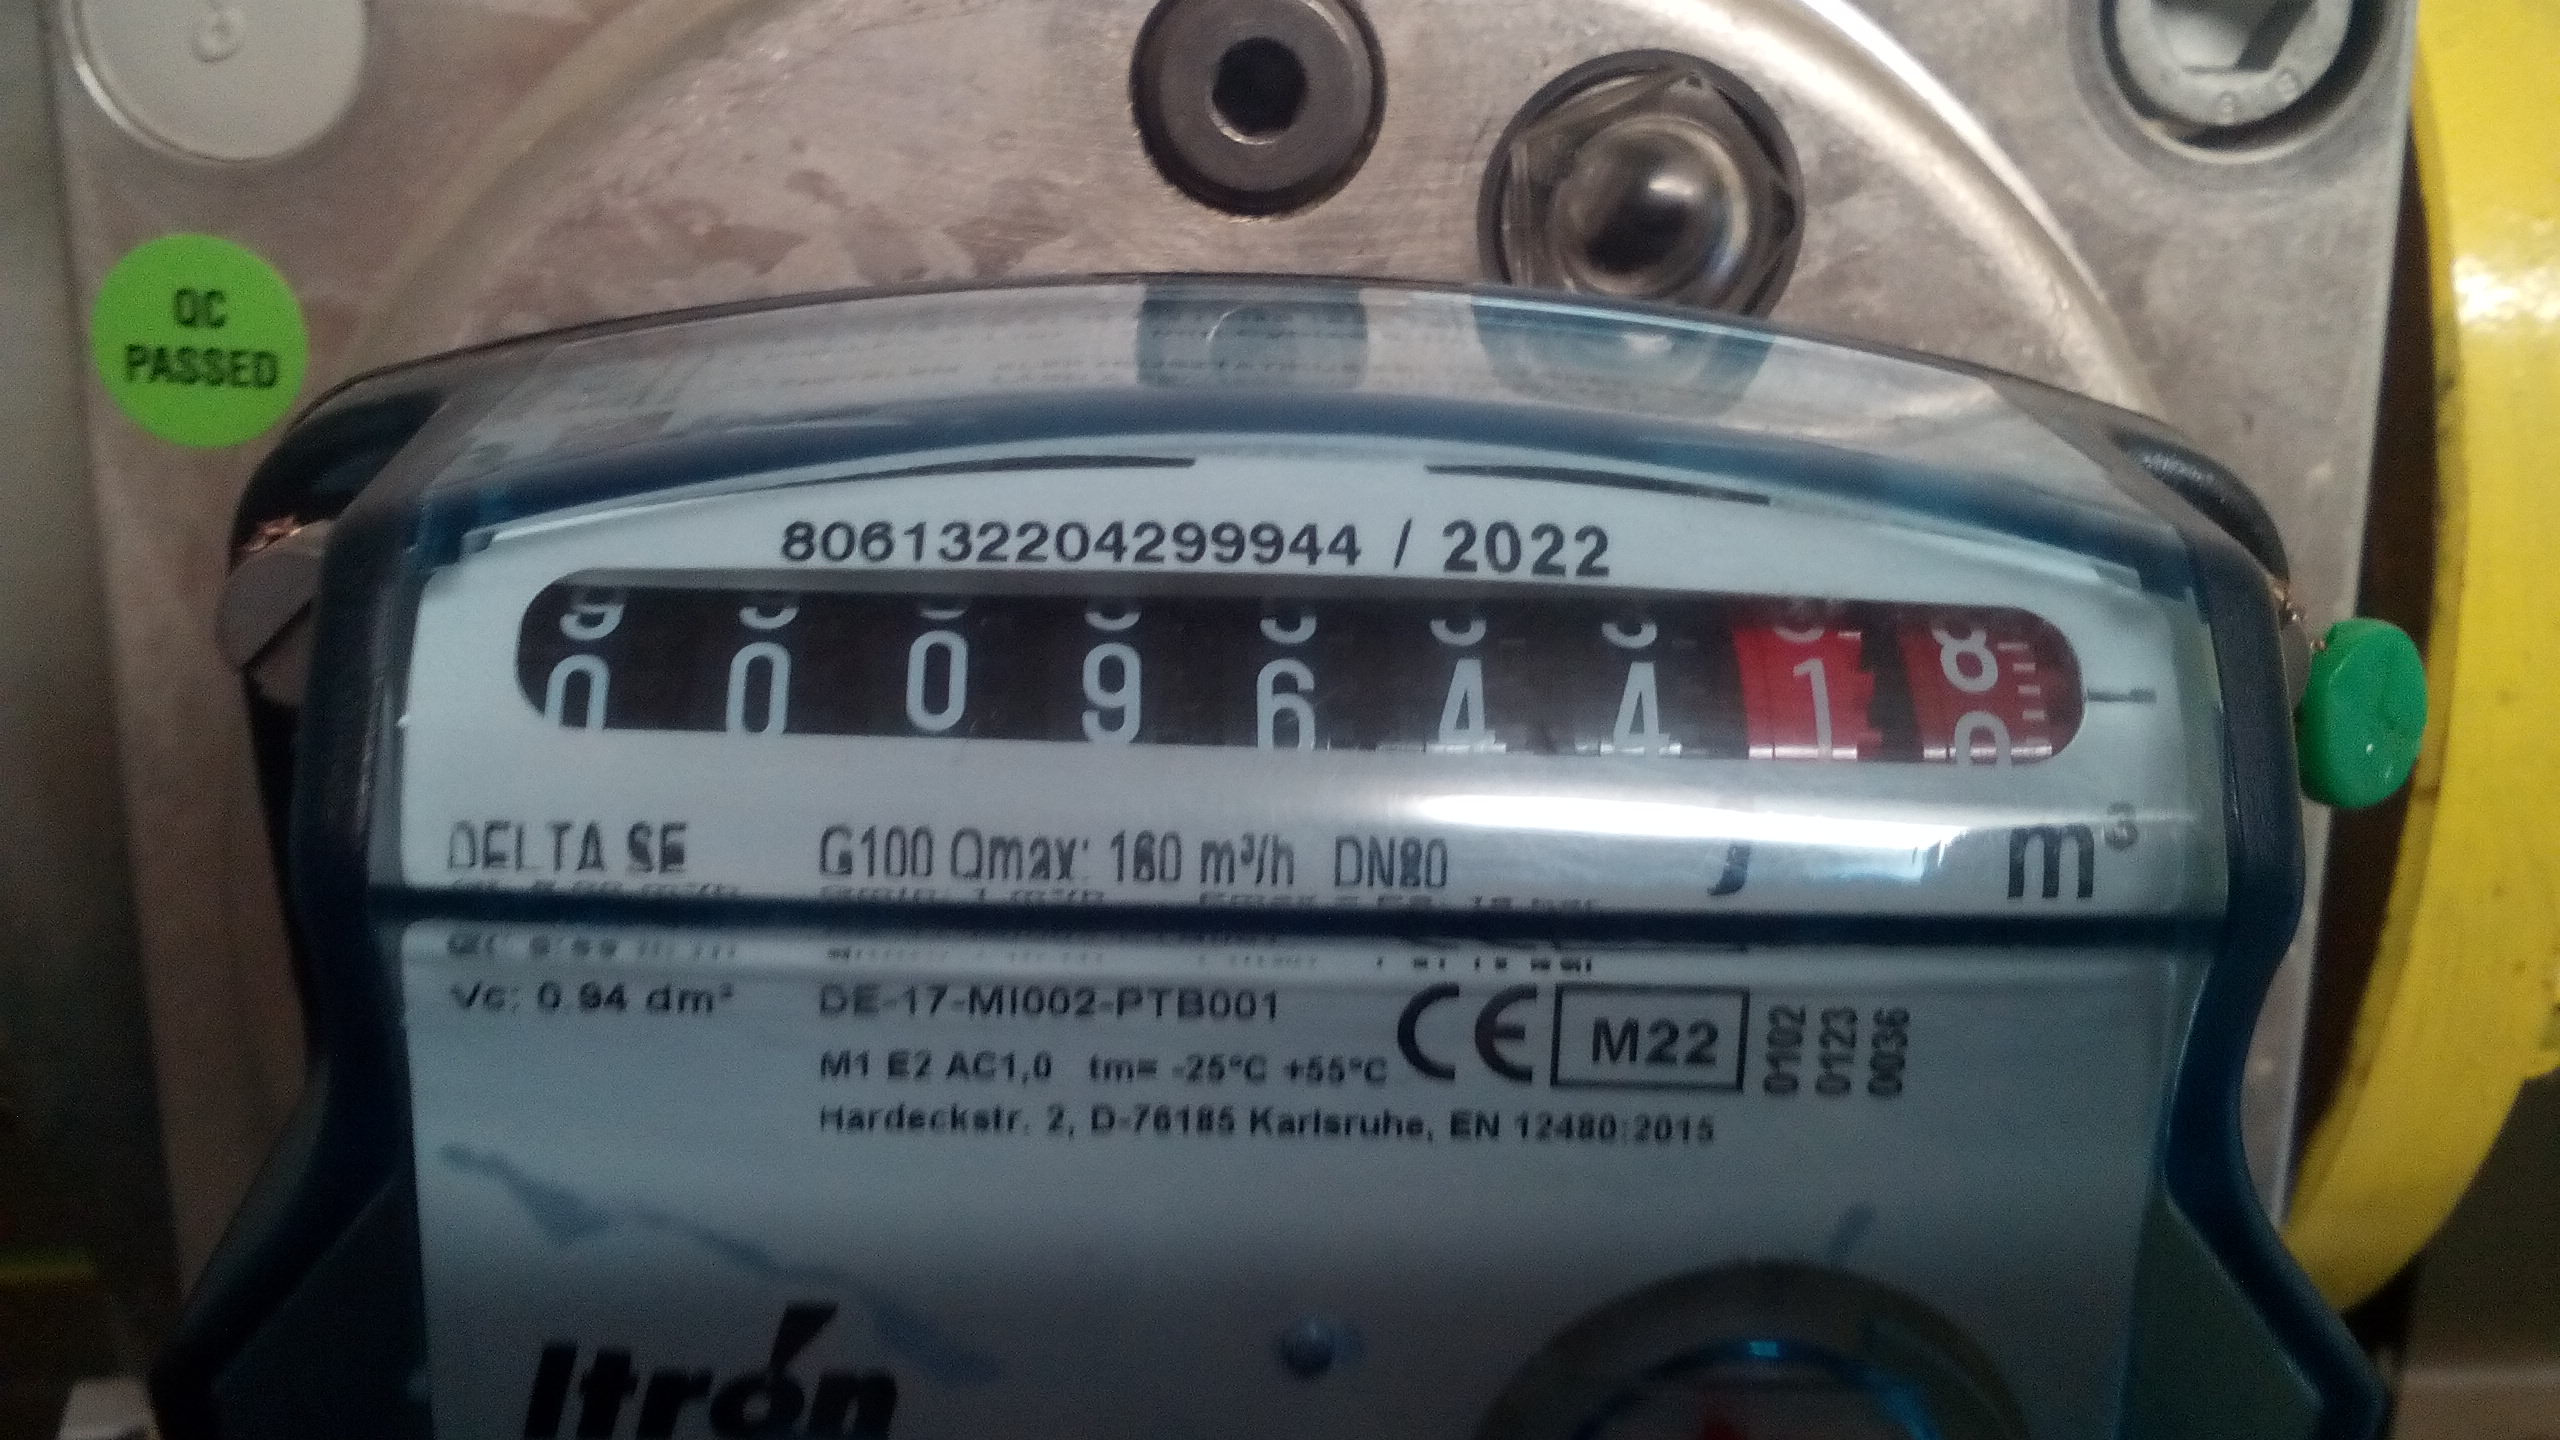 QC
PASSED
806132204299944 / 2022
0 0 0 9 6 4 4 1 8
DELTA SE G100 Qmax: 160 m³/h DN80
m³
Vc: 0.94 dm³ DE-17-MI002-PTB001
CE M22 0102 0123 0036
M1 E2 AC1,0 tm= -25°C +55°C
Hardeckstr. 2, D-76185 Karlsruhe, EN 12480:2015
Itrón